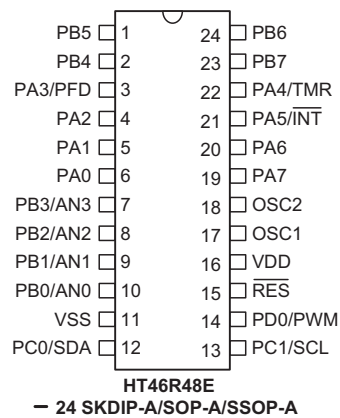 PB5 1 24 PB6
PB4 2 23 PB7
PA3/PFD 3 22 PA4/TMR
PA2 4 21 PA5/INT
PA1 5 20 PA6
PA0 6 19 PA7
PB3/AN3 7 18 OSC2
PB2/AN2 8 17 OSC1
PB1/AN1 9 16 VDD
PB0/AN0 10 15 RES
VSS 11 14 PD0/PWM
PC0/SDA 12 13 PC1/SCL
HT46R48E
– 24 SKDIP-A/SOP-A/SSOP-A